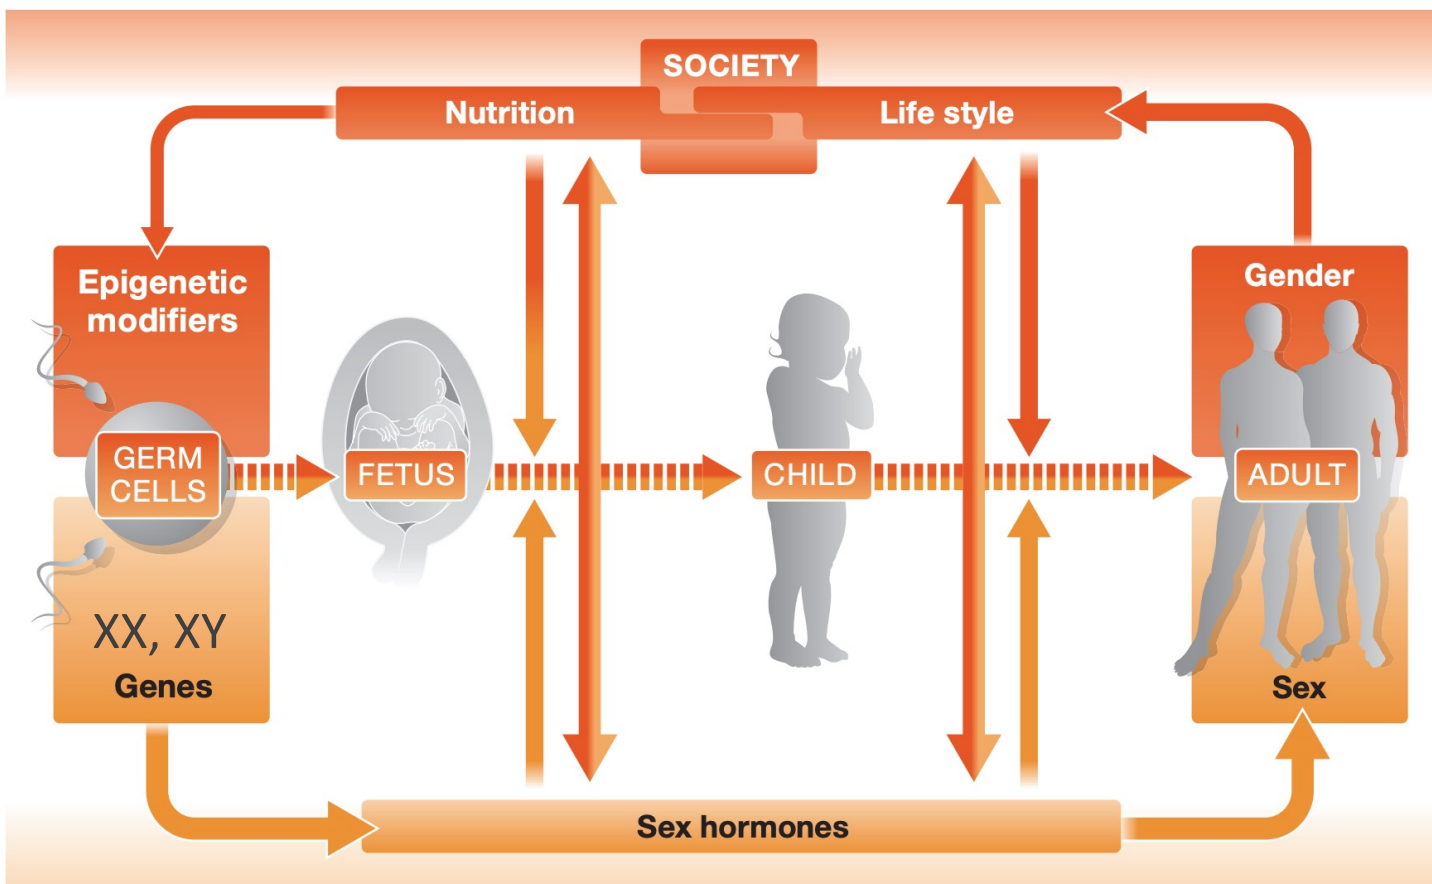 SOCIETY
Nutrition
Life style
Epigenetic
modifiers
Gender
GERM
CELLS
FETUS
CHILD
ADULT
XX, XY
Genes
Sex
Sex hormones